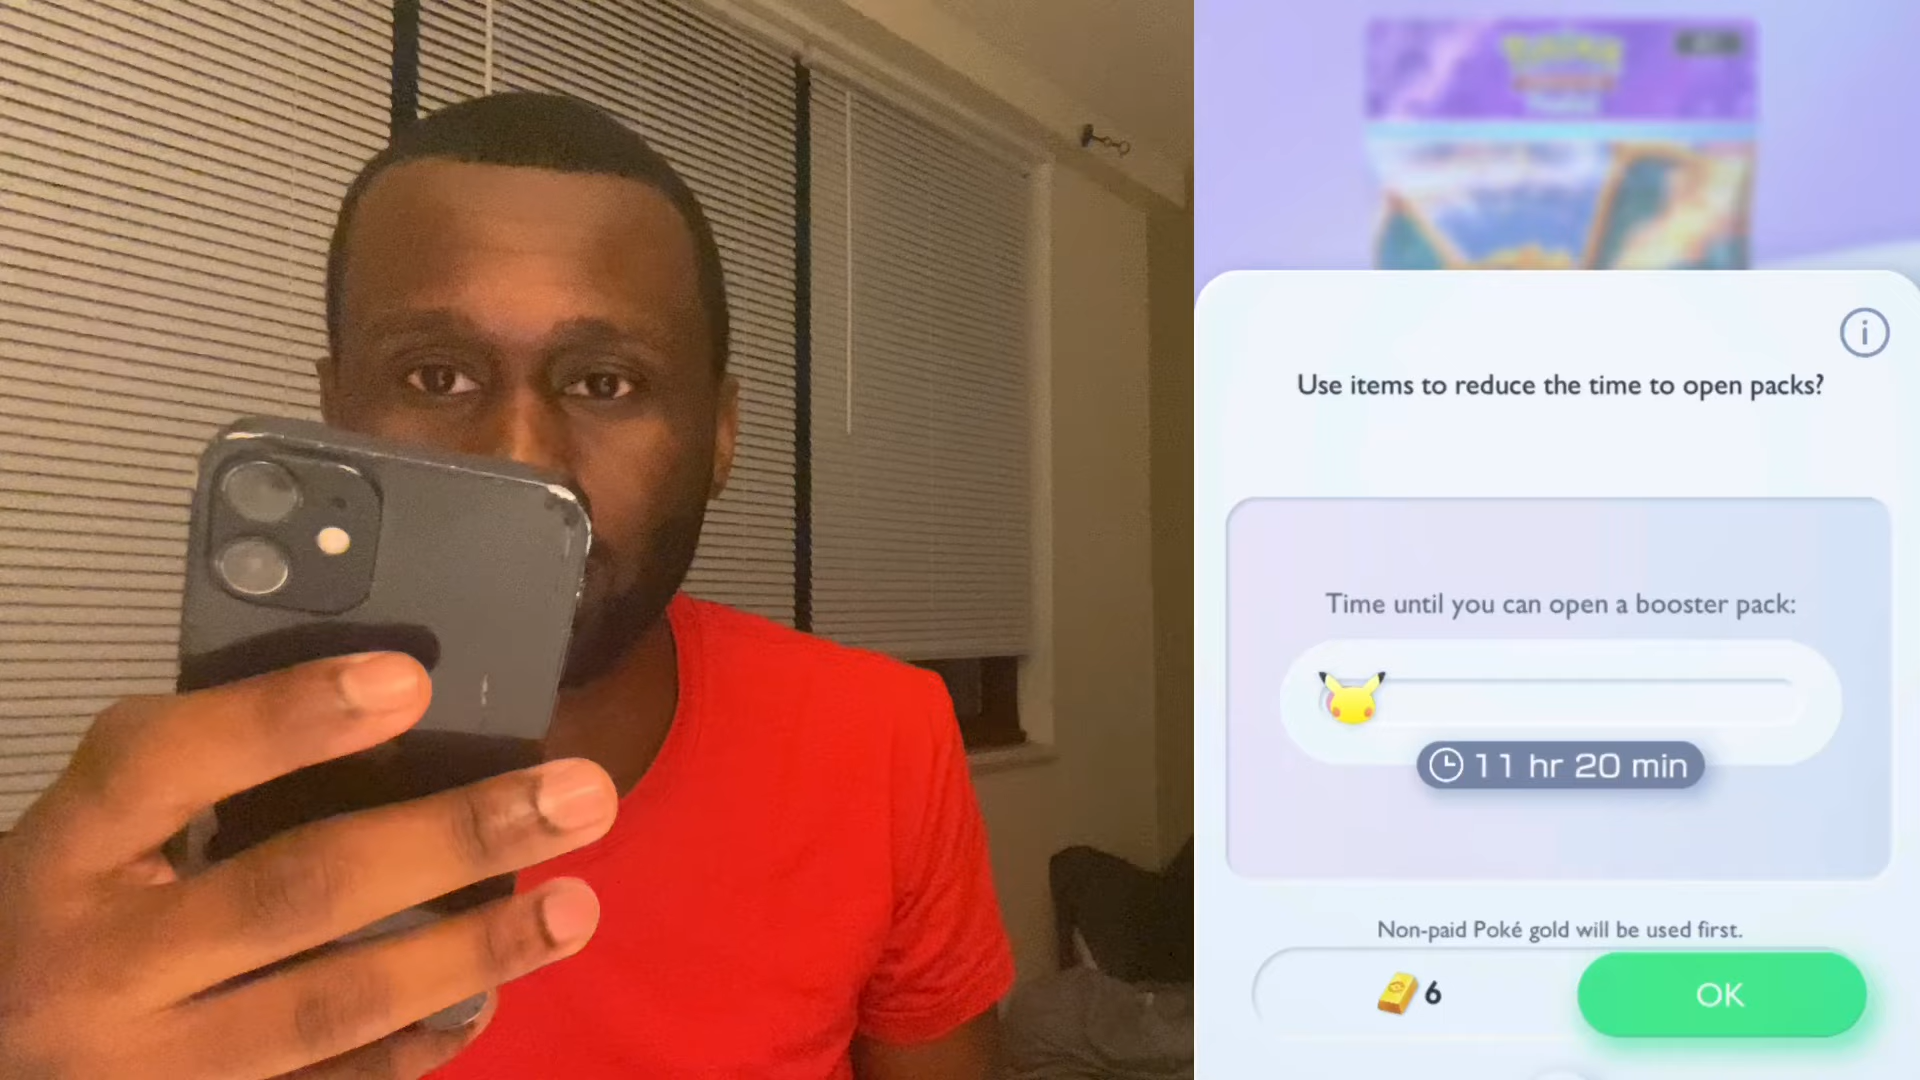 Use items to reduce the time to open packs?
Time until you can open a booster pack:
11 hr 20 min
Non-paid Poké gold will be used first.
6
OK